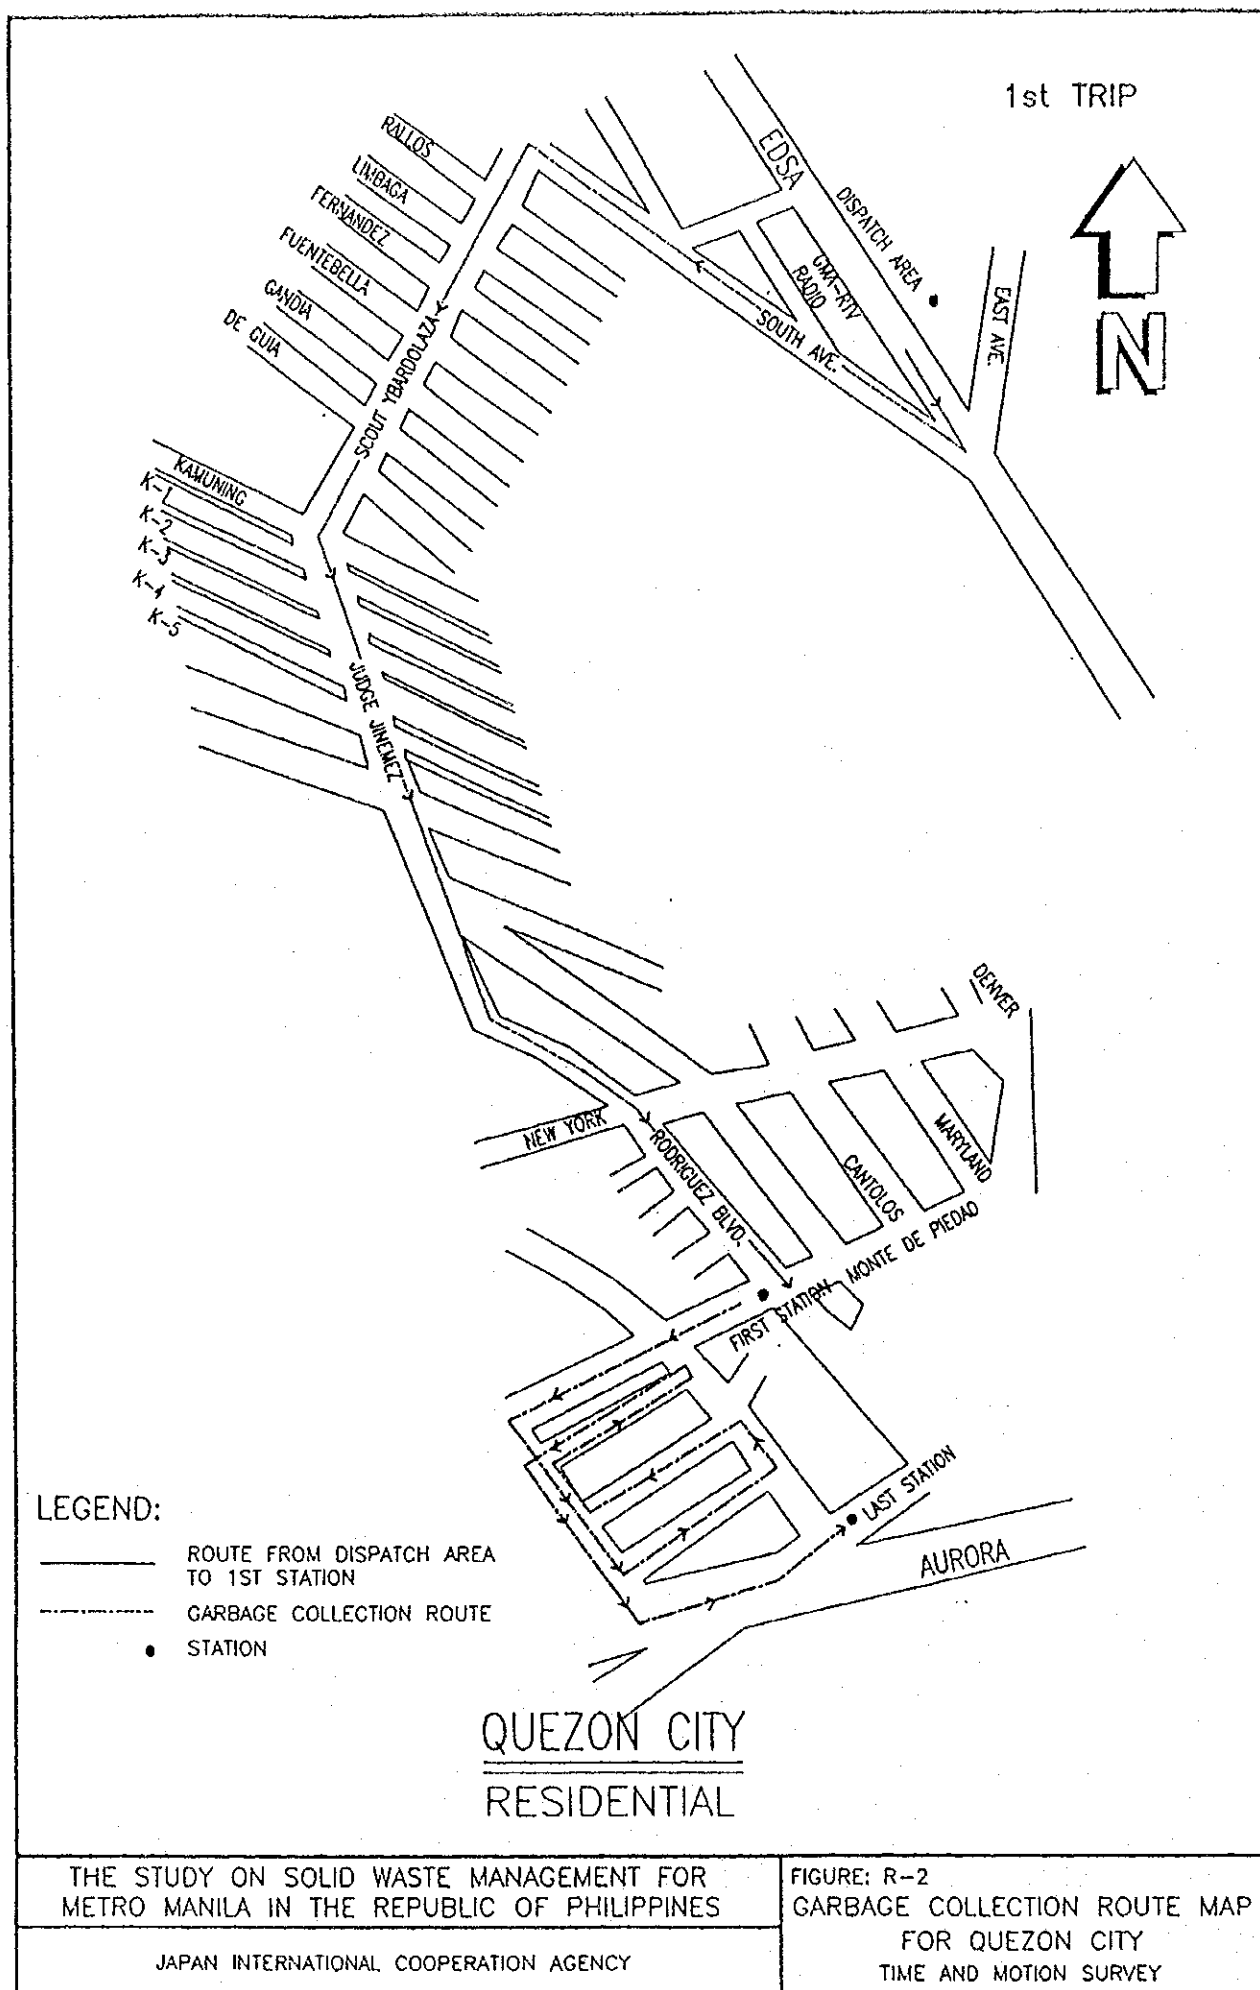 1st TRIP
N
EDSA
DISPATCH AREA
EAST AVE.
GMA-RTV
RADIO
SOUTH AVE.
RALLOS
LIMBAGA
FERNANDEZ
FUENTEBELLA
GANDIA
DE GUIA
SCOUT YBARDOLAZA
KAMUNING
K-1
K-2
K-3
K-4
K-5
JUDGE JINEMEZ
DENVER
NEW YORK
RODRIGUEZ BLVD.
CANTOLOS
MARYLAND
MONTE DE PIEDAD
FIRST STATION
LAST STATION
AURORA
LEGEND:
ROUTE FROM DISPATCH AREA
TO 1ST STATION
GARBAGE COLLECTION ROUTE
STATION
QUEZON CITY
RESIDENTIAL
THE STUDY ON SOLID WASTE MANAGEMENT FOR
METRO MANILA IN THE REPUBLIC OF PHILIPPINES
JAPAN INTERNATIONAL COOPERATION AGENCY
FIGURE: R-2
GARBAGE COLLECTION ROUTE MAP
FOR QUEZON CITY
TIME AND MOTION SURVEY